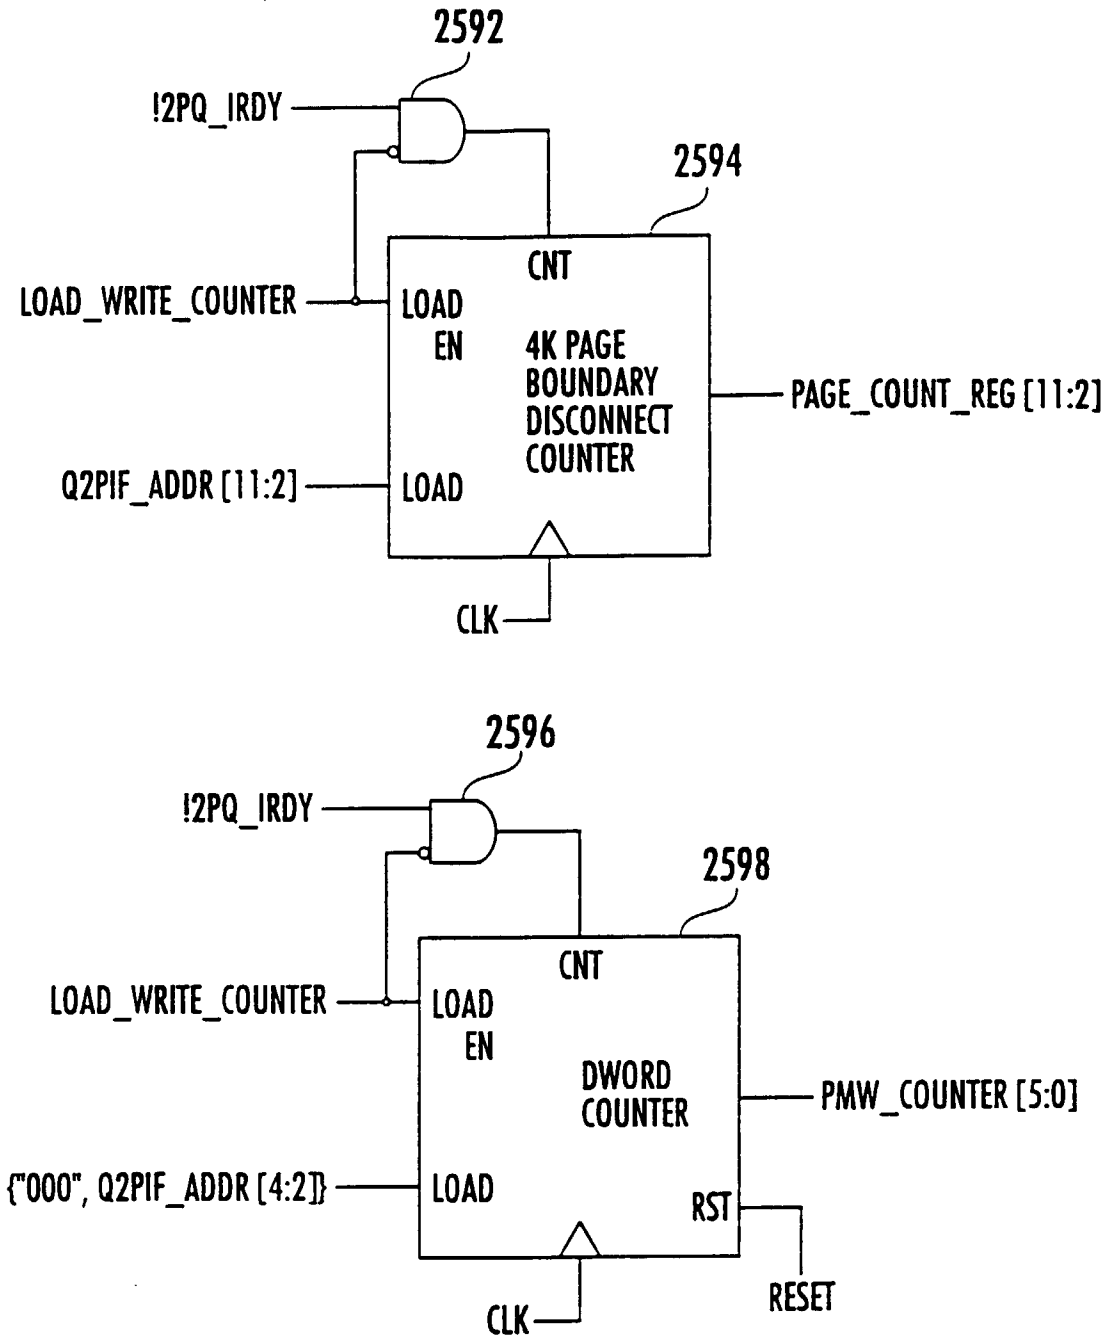 2592
!2PQ_IRDY
2594
CNT
LOAD_WRITE_COUNTER
LOAD
EN
4K PAGE
BOUNDARY
DISCONNECT
COUNTER
PAGE_COUNT_REG [11:2]
Q2PIF_ADDR [11:2]
LOAD
CLK
2596
!2PQ_IRDY
2598
CNT
LOAD_WRITE_COUNTER
LOAD
EN
DWORD
COUNTER
PMW_COUNTER [5:0]
{"000", Q2PIF_ADDR [4:2]}
LOAD
RST
RESET
CLK